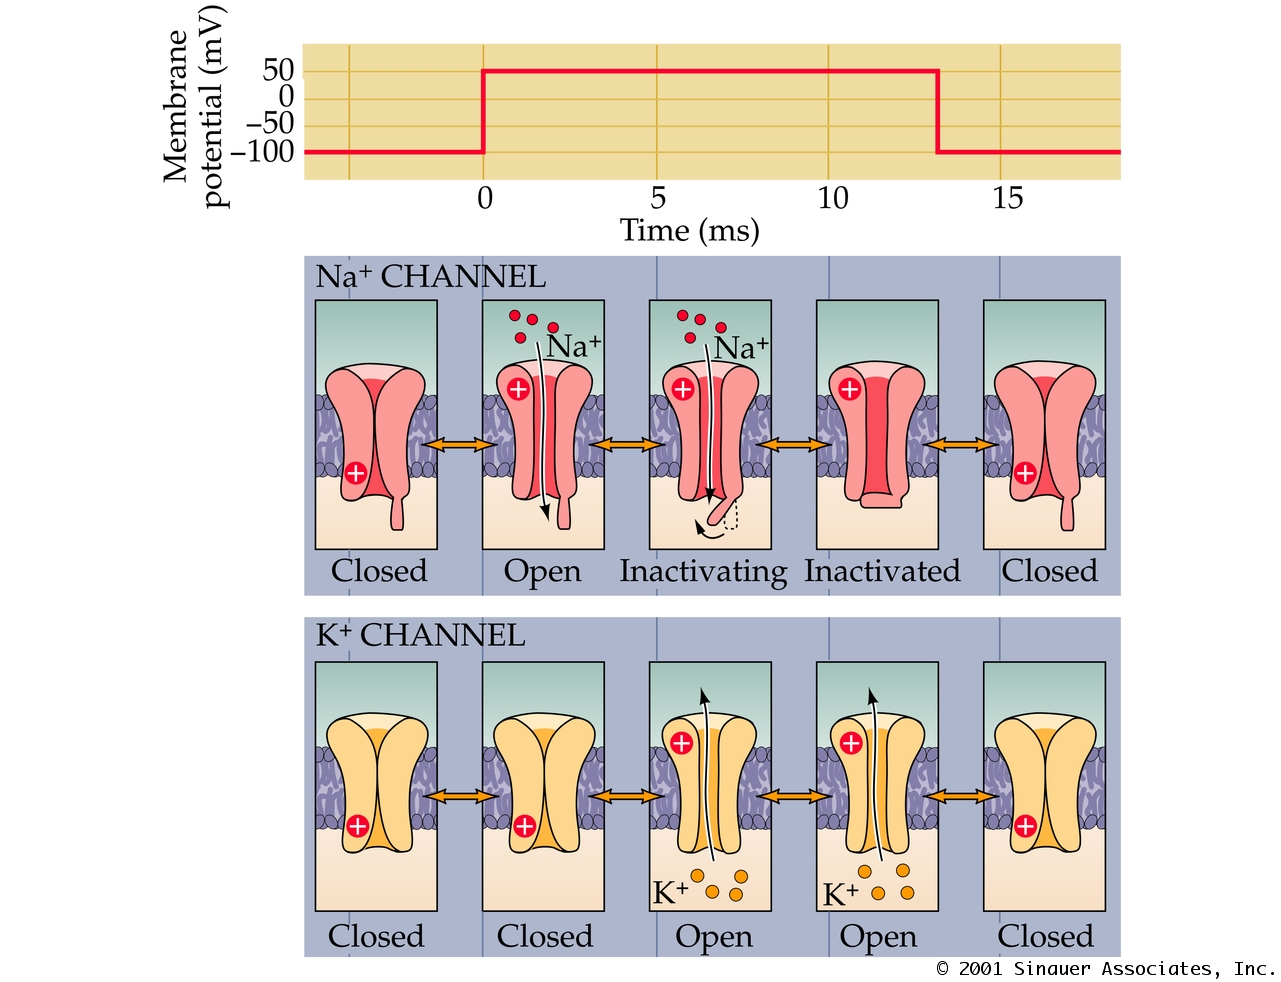 Membrane
potential (mV)
50
0
−50
−100
0 5 10 15
Time (ms)
Na⁺ CHANNEL
Na⁺ Na⁺
+ + + + +
Closed Open Inactivating Inactivated Closed
K⁺ CHANNEL
+ + + + +
K⁺ K⁺
Closed Closed Open Open Closed
© 2001 Sinauer Associates, Inc.